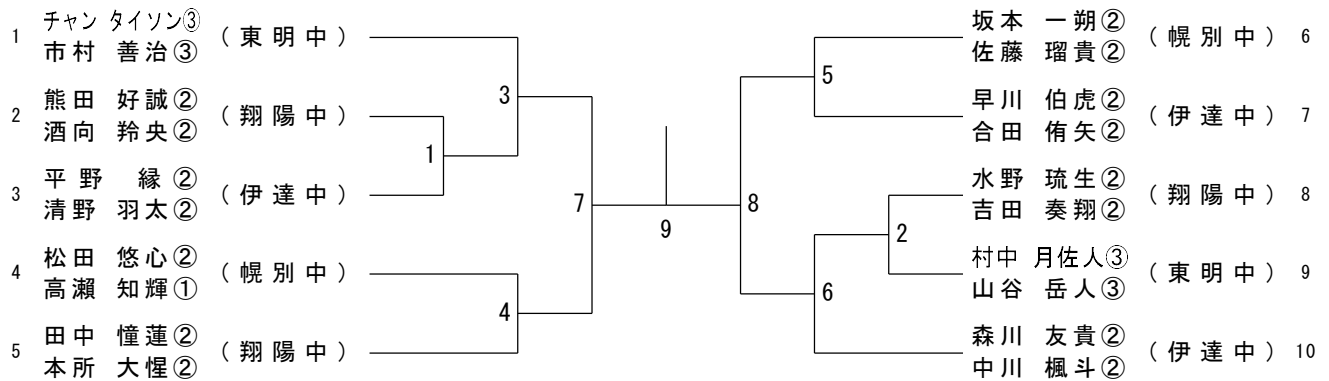 1 チャン タイソン③ (東明中)
市村 善治③
2 熊田 好誠② (翔陽中)
酒向 羚央②
3 平野 縁② (伊達中)
清野 羽太②
4 松田 悠心② (幌別中)
高瀬 知輝①
5 田中 憧蓮② (翔陽中)
本所 大惺②
3
1
7
4
9
5
8
2
6
坂本 一朔② (幌別中) 6
佐藤 瑠貴②
早川 伯虎② (伊達中) 7
合田 侑矢②
水野 琉生② (翔陽中) 8
吉田 奏翔②
村中 月佐人③ (東明中) 9
山谷 岳人③
森川 友貴② (伊達中) 10
中川 楓斗②